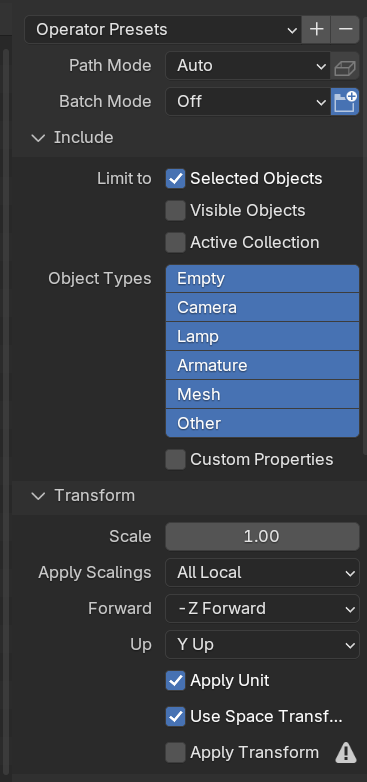 Operator Presets
Path Mode Auto
Batch Mode Off
Include
Limit to Selected Objects
Visible Objects
Active Collection
Object Types Empty
Camera
Lamp
Armature
Mesh
Other
Custom Properties
Transform
Scale 1.00
Apply Scalings All Local
Forward -Z Forward
Up Y Up
Apply Unit
Use Space Transf...
Apply Transform